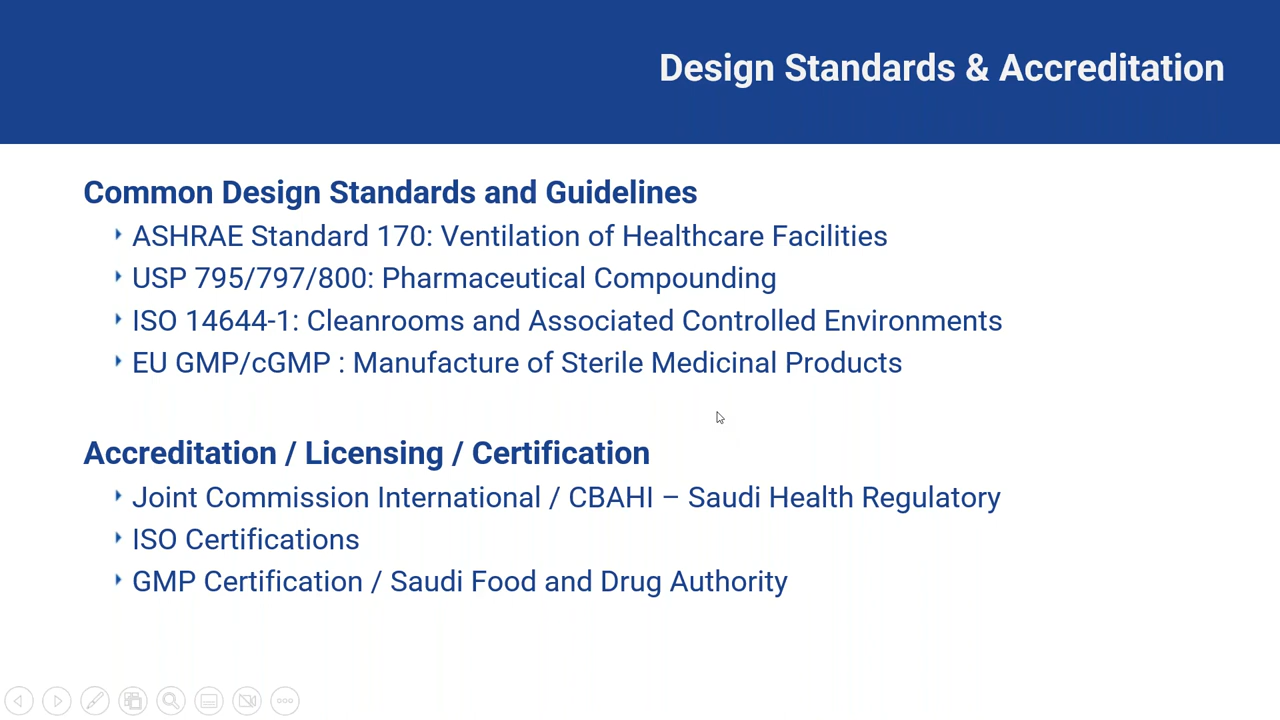 Design Standards & Accreditation
Common Design Standards and Guidelines
ASHRAE Standard 170: Ventilation of Healthcare Facilities
USP 795/797/800: Pharmaceutical Compounding
ISO 14644-1: Cleanrooms and Associated Controlled Environments
EU GMP/cGMP : Manufacture of Sterile Medicinal Products
Accreditation / Licensing / Certification
Joint Commission International / CBAHI – Saudi Health Regulatory
ISO Certifications
GMP Certification / Saudi Food and Drug Authority